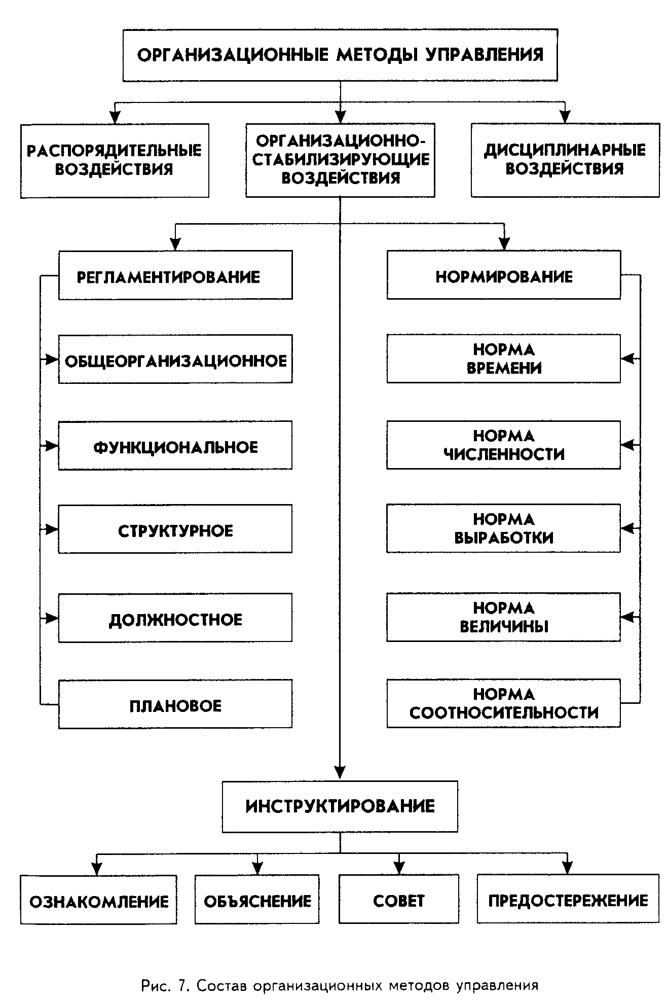 ОРГАНИЗАЦИОННЫЕ МЕТОДЫ УПРАВЛЕНИЯ
РАСПОРЯДИТЕЛЬНЫЕ
ВОЗДЕЙСТВИЯ
ОРГАНИЗАЦИОННО-
СТАБИЛИЗИРУЮЩИЕ
ВОЗДЕЙСТВИЯ
ДИСЦИПЛИНАРНЫЕ
ВОЗДЕЙСТВИЯ
РЕГЛАМЕНТИРОВАНИЕ
ОБЩЕОРГАНИЗАЦИОННОЕ
ФУНКЦИОНАЛЬНОЕ
СТРУКТУРНОЕ
ДОЛЖНОСТНОЕ
ПЛАНОВОЕ
НОРМИРОВАНИЕ
НОРМА
ВРЕМЕНИ
НОРМА
ЧИСЛЕННОСТИ
НОРМА
ВЫРАБОТКИ
НОРМА
ВЕЛИЧИНЫ
НОРМА
СООТНОСИТЕЛЬНОСТИ
ИНСТРУКТИРОВАНИЕ
ОЗНАКОМЛЕНИЕ
ОБЪЯСНЕНИЕ
СОВЕТ
ПРЕДОСТЕРЕЖЕНИЕ
Рис. 7. Состав организационных методов управления